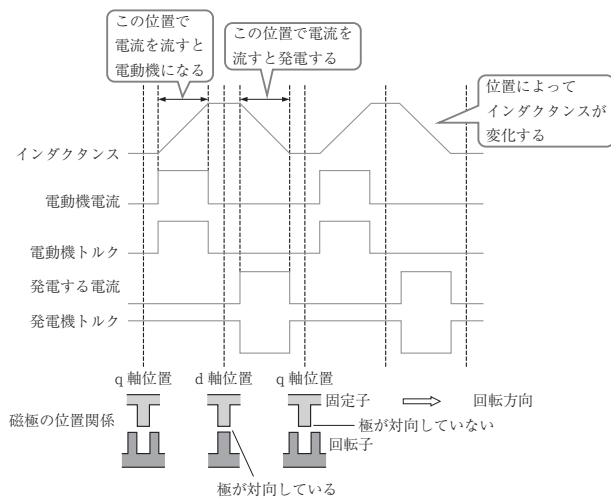 この位置で
電流を流すと
電動機になる
この位置で電流を
流すと発電する
位置によって
インダクタンスが
変化する
インダクタンス
電動機電流
電動機トルク
発電する電流
発電機トルク
q 軸位置
d 軸位置
q 軸位置
固定子
回転方向
磁極の位置関係
極が対向していない
回転子
極が対向している